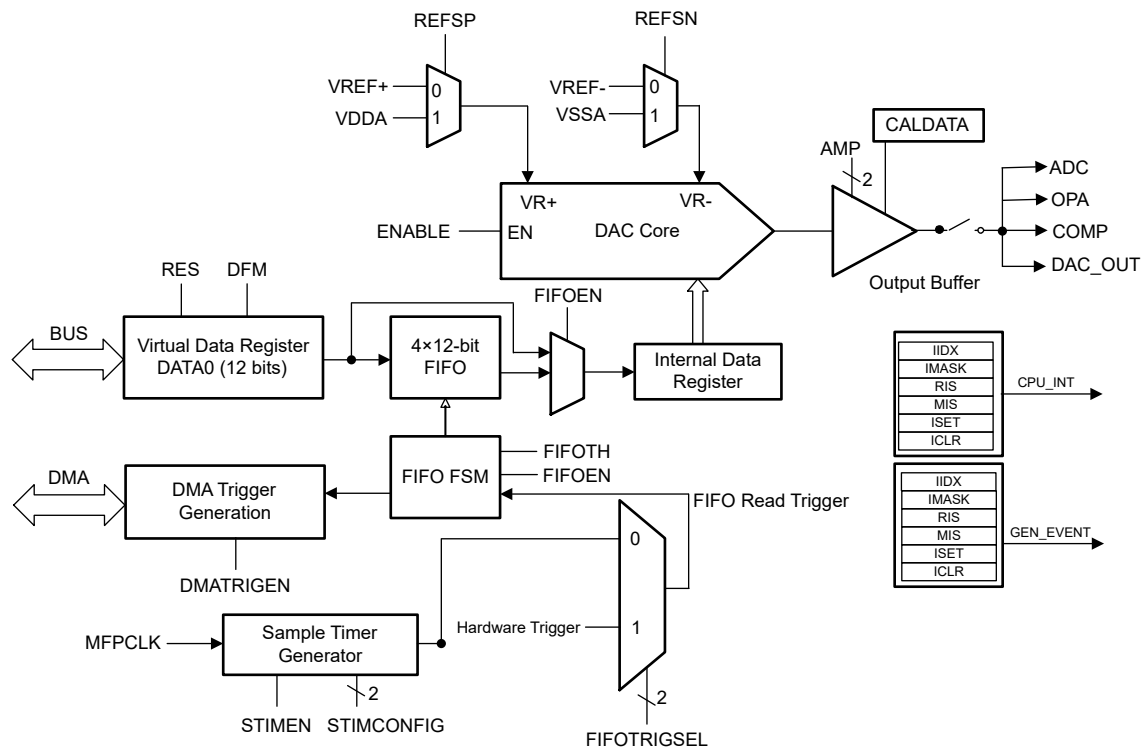 REFSP
REFSN
VREF+
0
VDDA
1
VREF-
0
VSSA
1
CALDATA
AMP
2
ADC
OPA
COMP
DAC_OUT
VR+
VR-
DAC Core
ENABLE
EN
Output Buffer
RES
DFM
FIFOEN
BUS
Virtual Data Register
DATA0 (12 bits)
4×12-bit
FIFO
Internal Data
Register
IIDX
IMASK
RIS
MIS
ISET
ICLR
CPU_INT
FIFO FSM
FIFOTH
FIFOEN
DMA
DMA Trigger
Generation
FIFO Read Trigger
IIDX
IMASK
RIS
MIS
ISET
ICLR
GEN_EVENT
DMATRIGEN
0
Hardware Trigger
1
MFPCLK
Sample Timer
Generator
2
2
STIMEN
STIMCONFIG
FIFOTRIGSEL